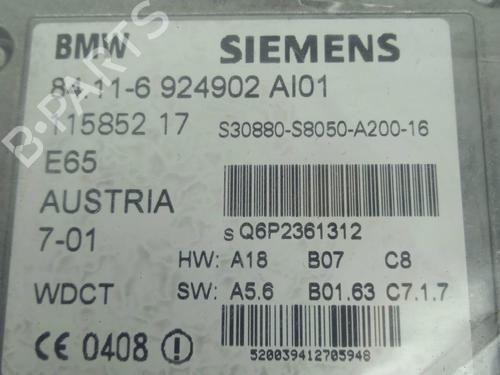 BMW SIEMENS
84.11-6 924902 AI01
115852 17 S30880-S8050-A200-16
E65
AUSTRIA
7-01 S Q6P2361312
HW: A18 B07 C8
WDCT SW: A5.6 B01.63 C7.1.7
CE 0408
520039412705948
B-PARTS